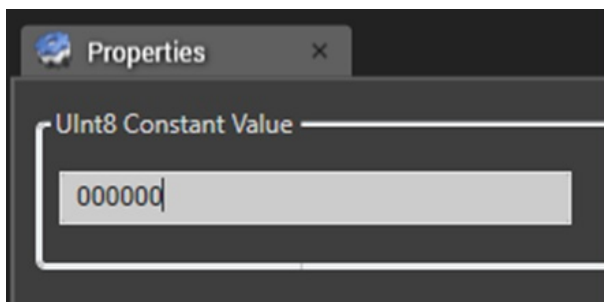 Properties ×
UInt8 Constant Value
000000